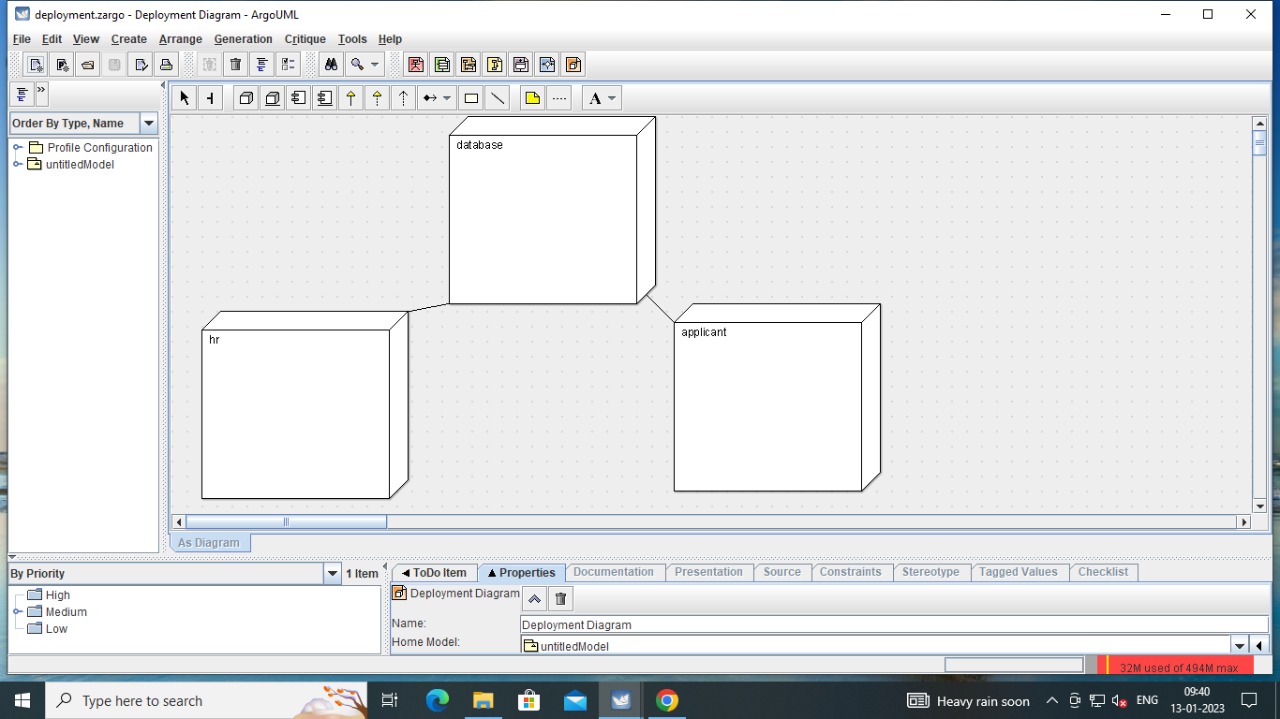 deployment.zargo - Deployment Diagram - ArgoUML
File Edit View Create Arrange Generation Critique Tools Help
A
Order By Type, Name
Profile Configuration
untitledModel
database
hr
applicant
As Diagram
By Priority
1 Item
High
Medium
Low
ToDo Item Properties Documentation Presentation Source Constraints Stereotype Tagged Values Checklist
Deployment Diagram
Name: Deployment Diagram
Home Model: untitledModel
32M used of 494M max
Type here to search
Heavy rain soon
ENG
09:40
13-01-2023